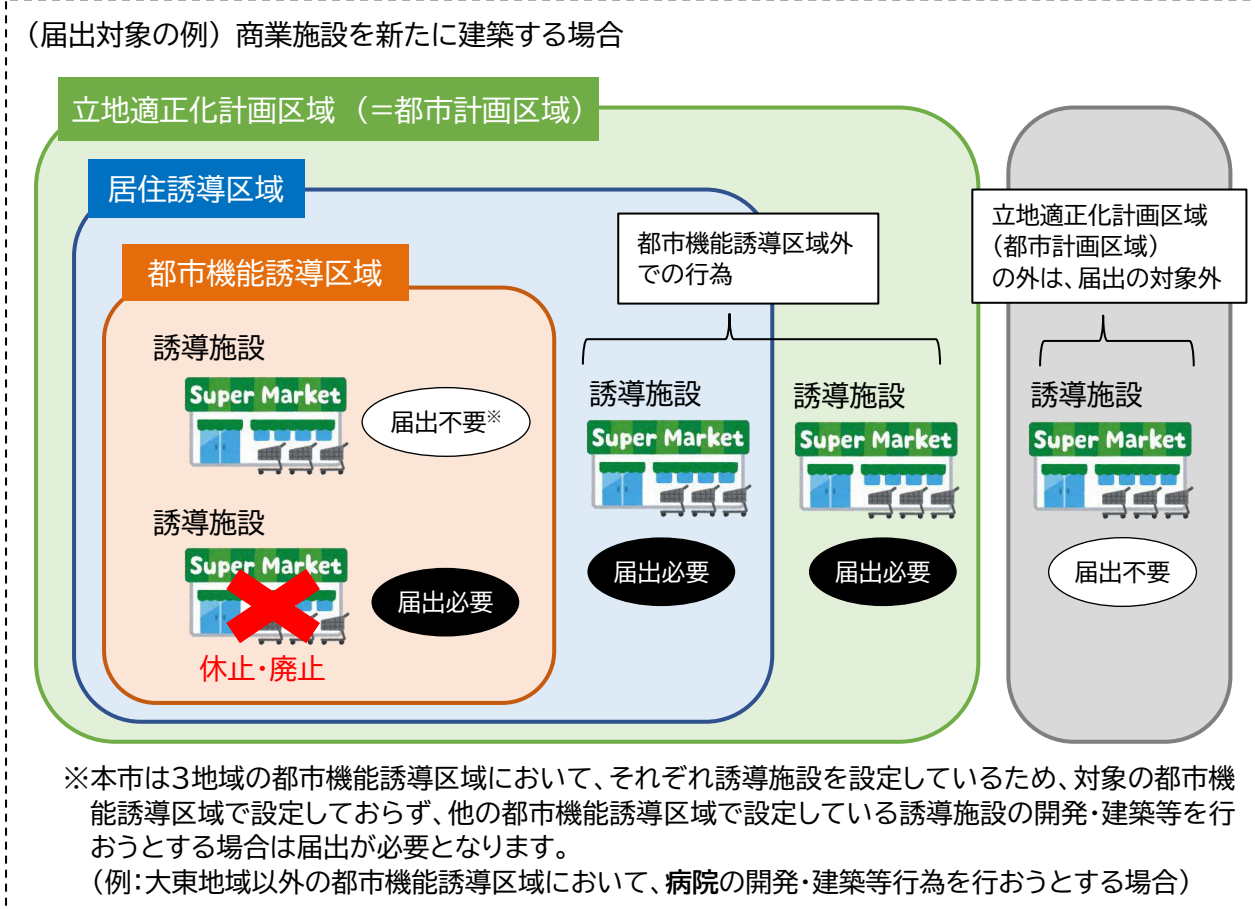 （届出対象の例）商業施設を新たに建築する場合
立地適正化計画区域（＝都市計画区域）
居住誘導区域
都市機能誘導区域
都市機能誘導区域外
での行為
立地適正化計画区域
（都市計画区域）
の外は、届出の対象外
誘導施設
Super Market
届出不要※
誘導施設
Super Market
届出必要
休止・廃止
誘導施設
Super Market
届出必要
誘導施設
Super Market
届出必要
誘導施設
Super Market
届出不要
※本市は３地域の都市機能誘導区域において、それぞれ誘導施設を設定しているため、対象の都市機
能誘導区域で設定しておらず、他の都市機能誘導区域で設定している誘導施設の開発・建築等を行
おうとする場合は届出が必要となります。
（例：大東地域以外の都市機能誘導区域において、病院の開発・建築等行為を行おうとする場合）